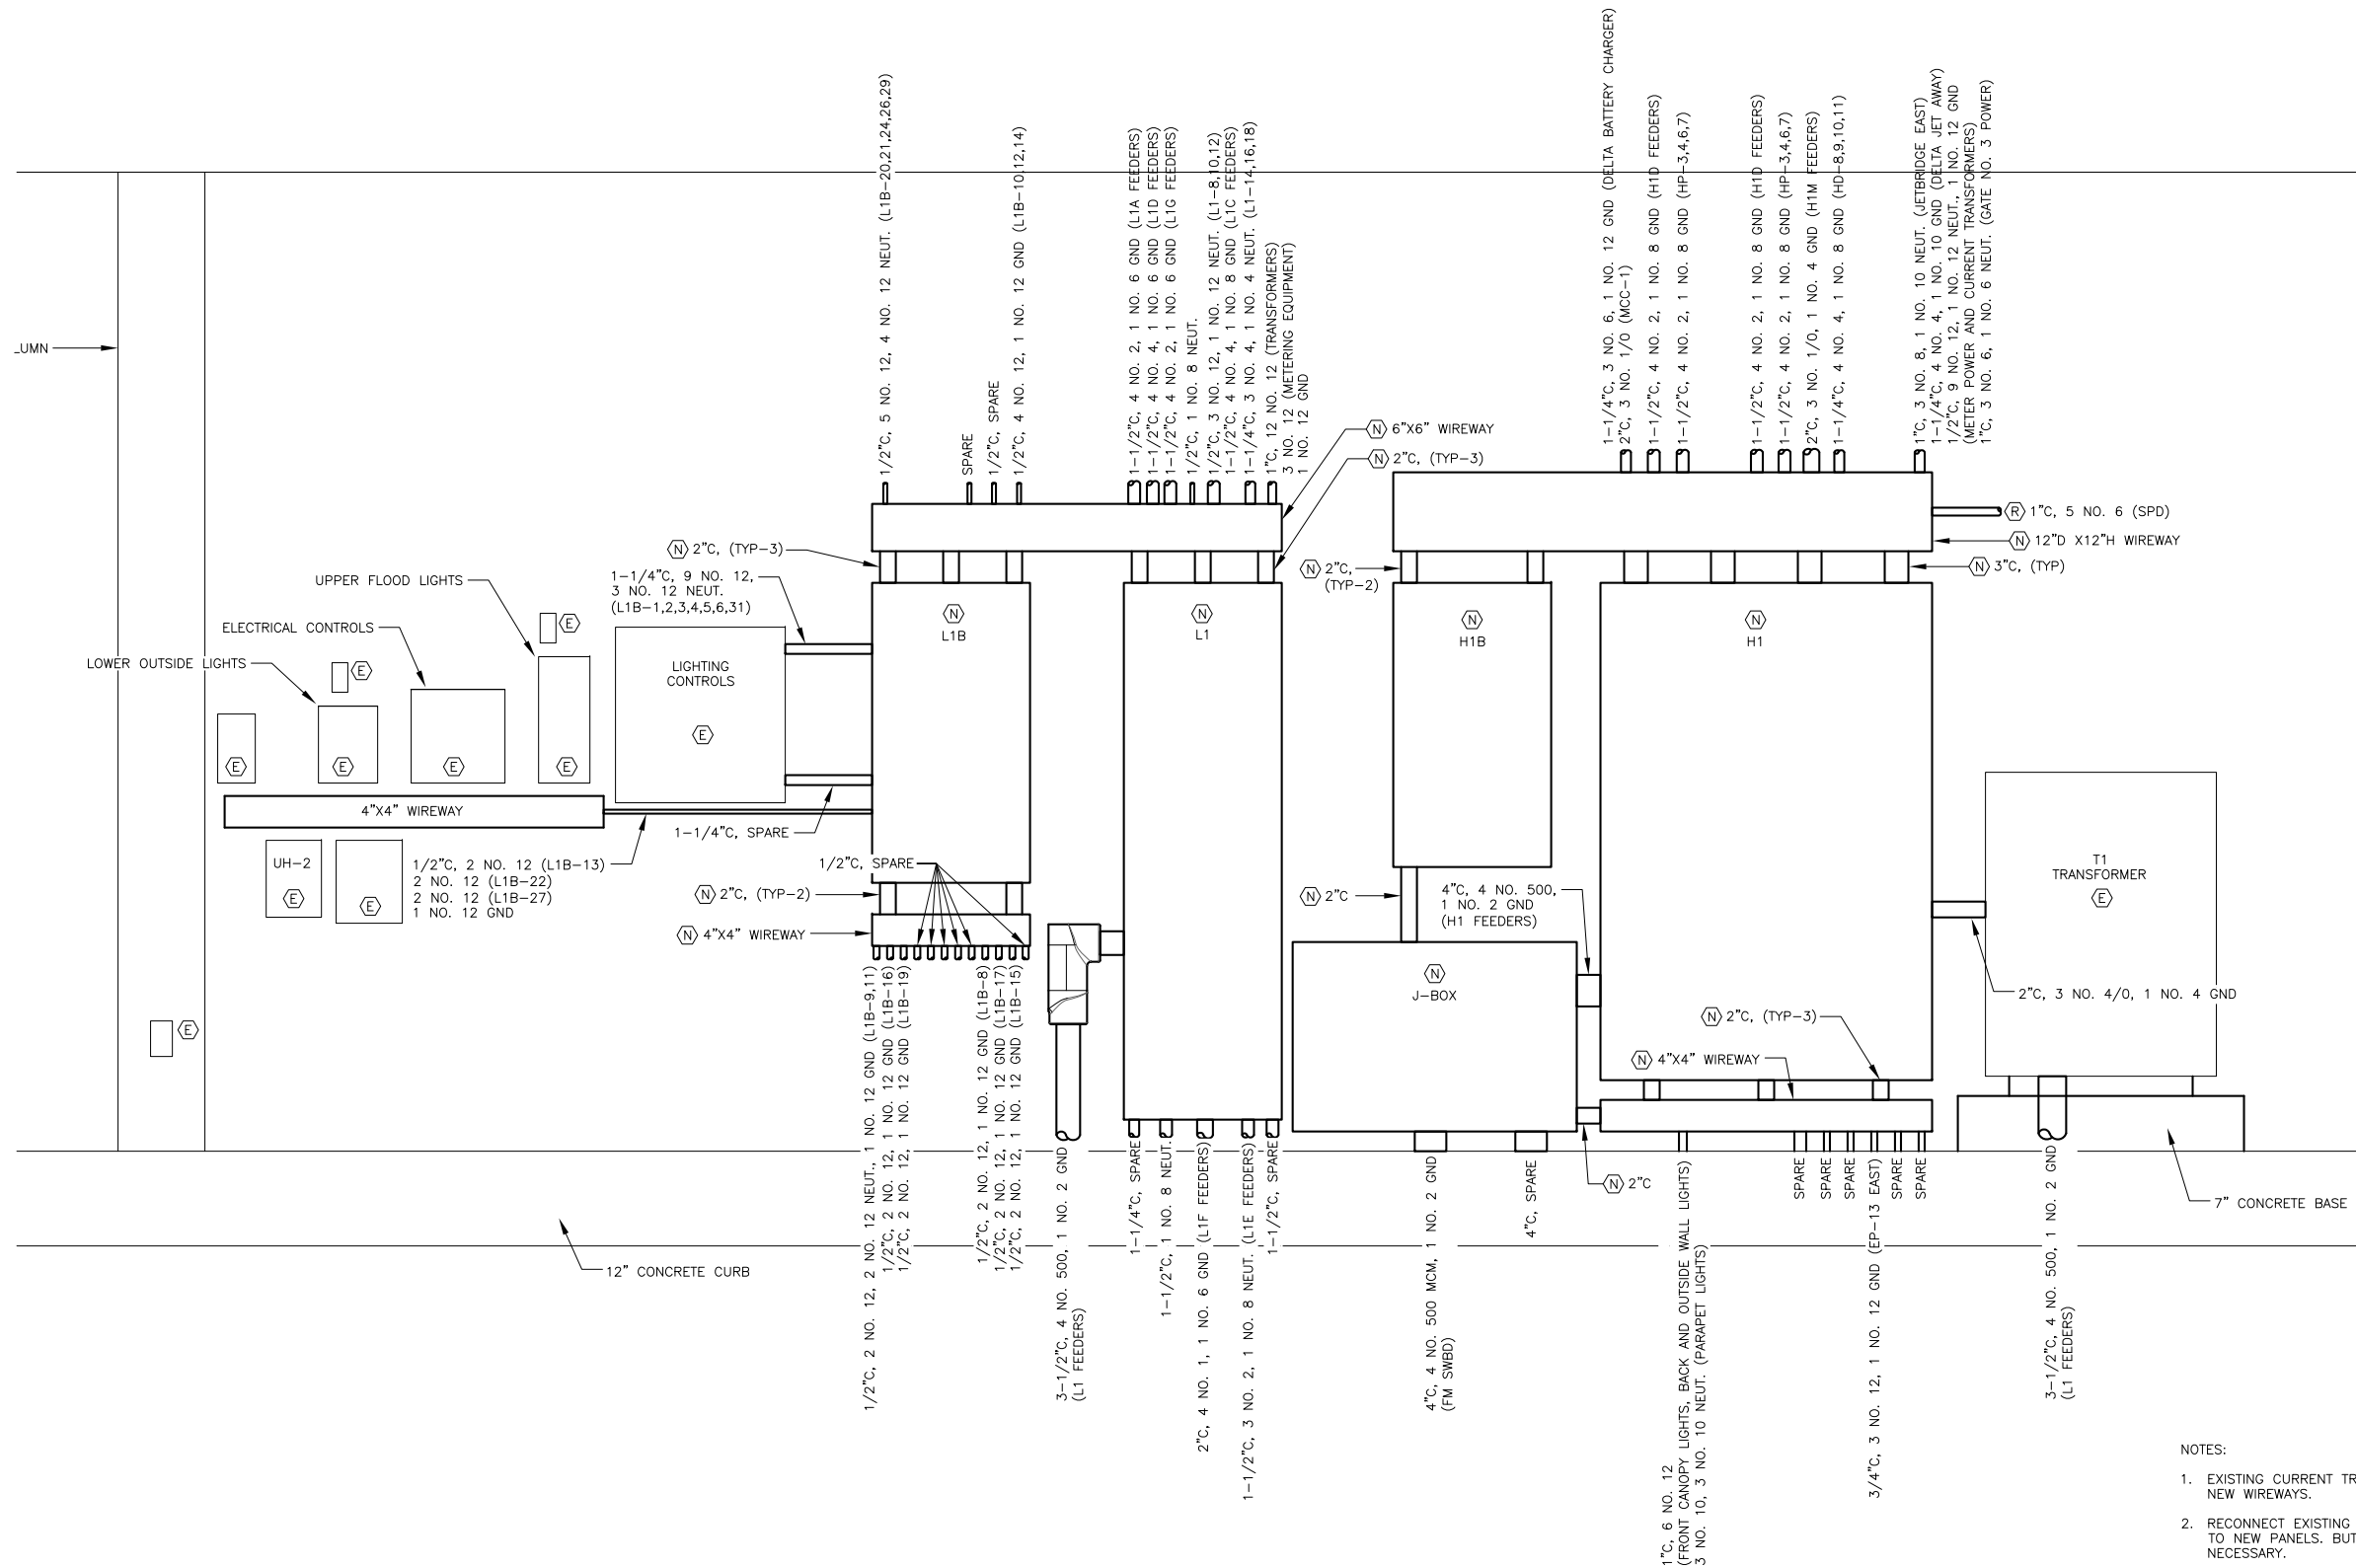 1-1/4"C, 3 NO. 6, 1 NO. 12 GND (DELTA BATTERY CHARGER)
2"C, 3 NO. 1/0 (MCC-1)
1-1/2"C, 4 NO. 2, 1 NO. 8 GND (H1D FEEDERS)
1-1/2"C, 4 NO. 2, 1 NO. 8 GND (HP-3,4,6,7)
1-1/2"C, 4 NO. 2, 1 NO. 8 GND (H1D FEEDERS)
1-1/2"C, 4 NO. 2, 1 NO. 8 GND (HP-3,4,6,7)
2"C, 3 NO. 1/0, 1 NO. 4 GND (H1M FEEDERS)
1-1/4"C, 4 NO. 4, 1 NO. 8 GND (HD-8,9,10,11)
1"C, 3 NO. 8, 1 NO. 10 NEUT. (JETBRIDGE EAST)
1-1/4"C, 4 NO. 4, 1 NO. 10 GND (DELTA JET AWAY)
1/2"C, 9 NO. 12, 1 NO. 12 NEUT., 1 NO. 12 GND
(METER POWER AND CURRENT TRANSFORMERS)
1"C, 3 NO. 6, 1 NO. 6 NEUT. (GATE NO. 3 POWER)
1/2"C, 5 NO. 12, 4 NO. 12 NEUT. (L1B-20,21,24,26,29)
SPARE
1/2"C, SPARE
1/2"C, 4 NO. 12, 1 NO. 12 GND (L1B-10,12,14)
1-1/2"C, 4 NO. 2, 1 NO. 6 GND (L1A FEEDERS)
1-1/2"C, 4 NO. 4, 1 NO. 6 GND (L1D FEEDERS)
1-1/2"C, 4 NO. 2, 1 NO. 6 GND (L1G FEEDERS)
1/2"C, 1 NO. 8 NEUT.
1/2"C, 3 NO. 12, 1 NO. 12 NEUT. (L1-8,10,12)
1-1/2"C, 4 NO. 4, 1 NO. 8 GND (L1C FEEDERS)
1-1/4"C, 3 NO. 4, 1 NO. 4 NEUT. (L1-14,16,18)
1"C, 12 NO. 12 (TRANSFORMERS)
3 NO. 12 (METERING EQUIPMENT)
1 NO. 12 GND
_UMN
N 6"X6" WIREWAY
N 2"C, (TYP-3)
R 1"C, 5 NO. 6 (SPD)
N 12"D X12"H WIREWAY
N 3"C, (TYP)
N 2"C, (TYP-3)
N 2"C,
(TYP-2)
1-1/4"C, 9 NO. 12,
3 NO. 12 NEUT.
(L1B-1,2,3,4,5,6,31)
UPPER FLOOD LIGHTS
ELECTRICAL CONTROLS
LOWER OUTSIDE LIGHTS
E
E
E
E
E
E
LIGHTING
CONTROLS
E
N
L1B
N
L1
N
H1B
N
H1
4"X4" WIREWAY
1-1/4"C, SPARE
1/2"C, SPARE
UH-2
E
E
1/2"C, 2 NO. 12 (L1B-13)
2 NO. 12 (L1B-22)
2 NO. 12 (L1B-27)
1 NO. 12 GND
N 2"C, (TYP-2)
N 4"X4" WIREWAY
N 2"C
4"C, 4 NO. 500,
1 NO. 2 GND
(H1 FEEDERS)
T1
TRANSFORMER
E
N
J-BOX
2"C, 3 NO. 4/0, 1 NO. 4 GND
N 2"C, (TYP-3)
N 4"X4" WIREWAY
E
N 2"C
7" CONCRETE BASE
12" CONCRETE CURB
1/2"C, 2 NO. 12, 2 NO. 12 NEUT., 1 NO. 12 GND (L1B-9,11)
1/2"C, 2 NO. 12, 1 NO. 12 GND (L1B-16)
1/2"C, 2 NO. 12, 1 NO. 12 GND (L1B-19)
1/2"C, 2 NO. 12, 1 NO. 12 GND (L1B-8)
1/2"C, 2 NO. 12, 1 NO. 12 GND (L1B-17)
1/2"C, 2 NO. 12, 1 NO. 12 GND (L1B-15)
3-1/2"C, 4 NO. 500, 1 NO. 2 GND
(L1 FEEDERS)
1-1/4"C, SPARE
1-1/2"C, 1 NO. 8 NEUT.
2"C, 4 NO. 1, 1 NO. 6 GND (L1F FEEDERS)
1-1/2"C, 3 NO. 2, 1 NO. 8 NEUT. (L1E FEEDERS)
1-1/2"C, SPARE
4"C, 4 NO. 500 MCM, 1 NO. 2 GND
(FM SWBD)
4"C, SPARE
1"C, 6 NO. 12
(FRONT CANOPY LIGHTS, BACK AND OUTSIDE WALL LIGHTS)
3 NO. 10, 3 NO. 10 NEUT. (PARAPET LIGHTS)
SPARE
SPARE
SPARE
3/4"C, 3 NO. 12, 1 NO. 12 GND (EP-13 EAST)
SPARE
SPARE
3-1/2"C, 4 NO. 500, 1 NO. 2 GND
(L1 FEEDERS)
NOTES:
1. EXISTING CURRENT TR
NEW WIREWAYS.
2. RECONNECT EXISTING
TO NEW PANELS. BUT
NECESSARY.